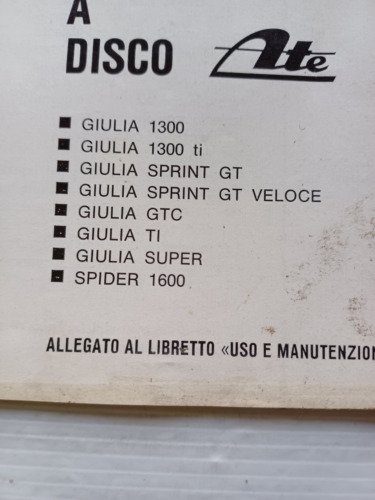 A
DISCO Ate
GIULIA 1300
GIULIA 1300 ti
GIULIA SPRINT GT
GIULIA SPRINT GT VELOCE
GIULIA GTC
GIULIA TI
GIULIA SUPER
SPIDER 1600
ALLEGATO AL LIBRETTO «USO E MANUTENZION